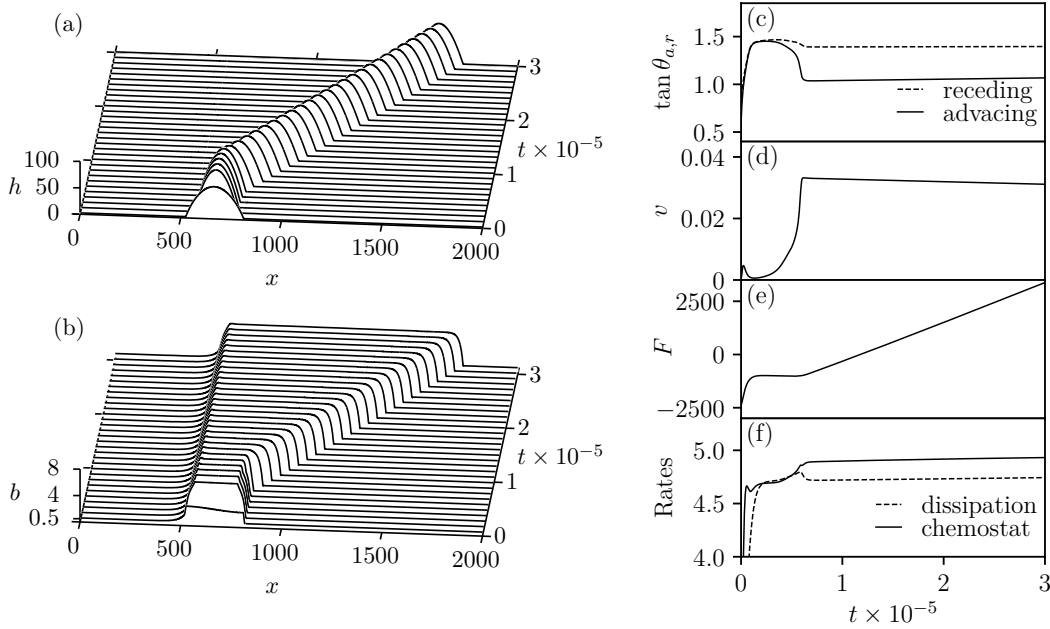 (a)
100
50
0
h
0
500
1000
1500
2000
x
0
1
2
3
t × 10⁻⁵
(b)
8
4
0.5
b
0
500
1000
1500
2000
x
0
1
2
3
t × 10⁻⁵
(c)
1.5
1.0
0.5
tan θa,r
receding
advacing
(d)
0.04
0.02
0
v
(e)
2500
0
−2500
F
(f)
5.0
4.5
4.0
Rates
dissipation
chemostat
0
1
2
3
t × 10⁻⁵